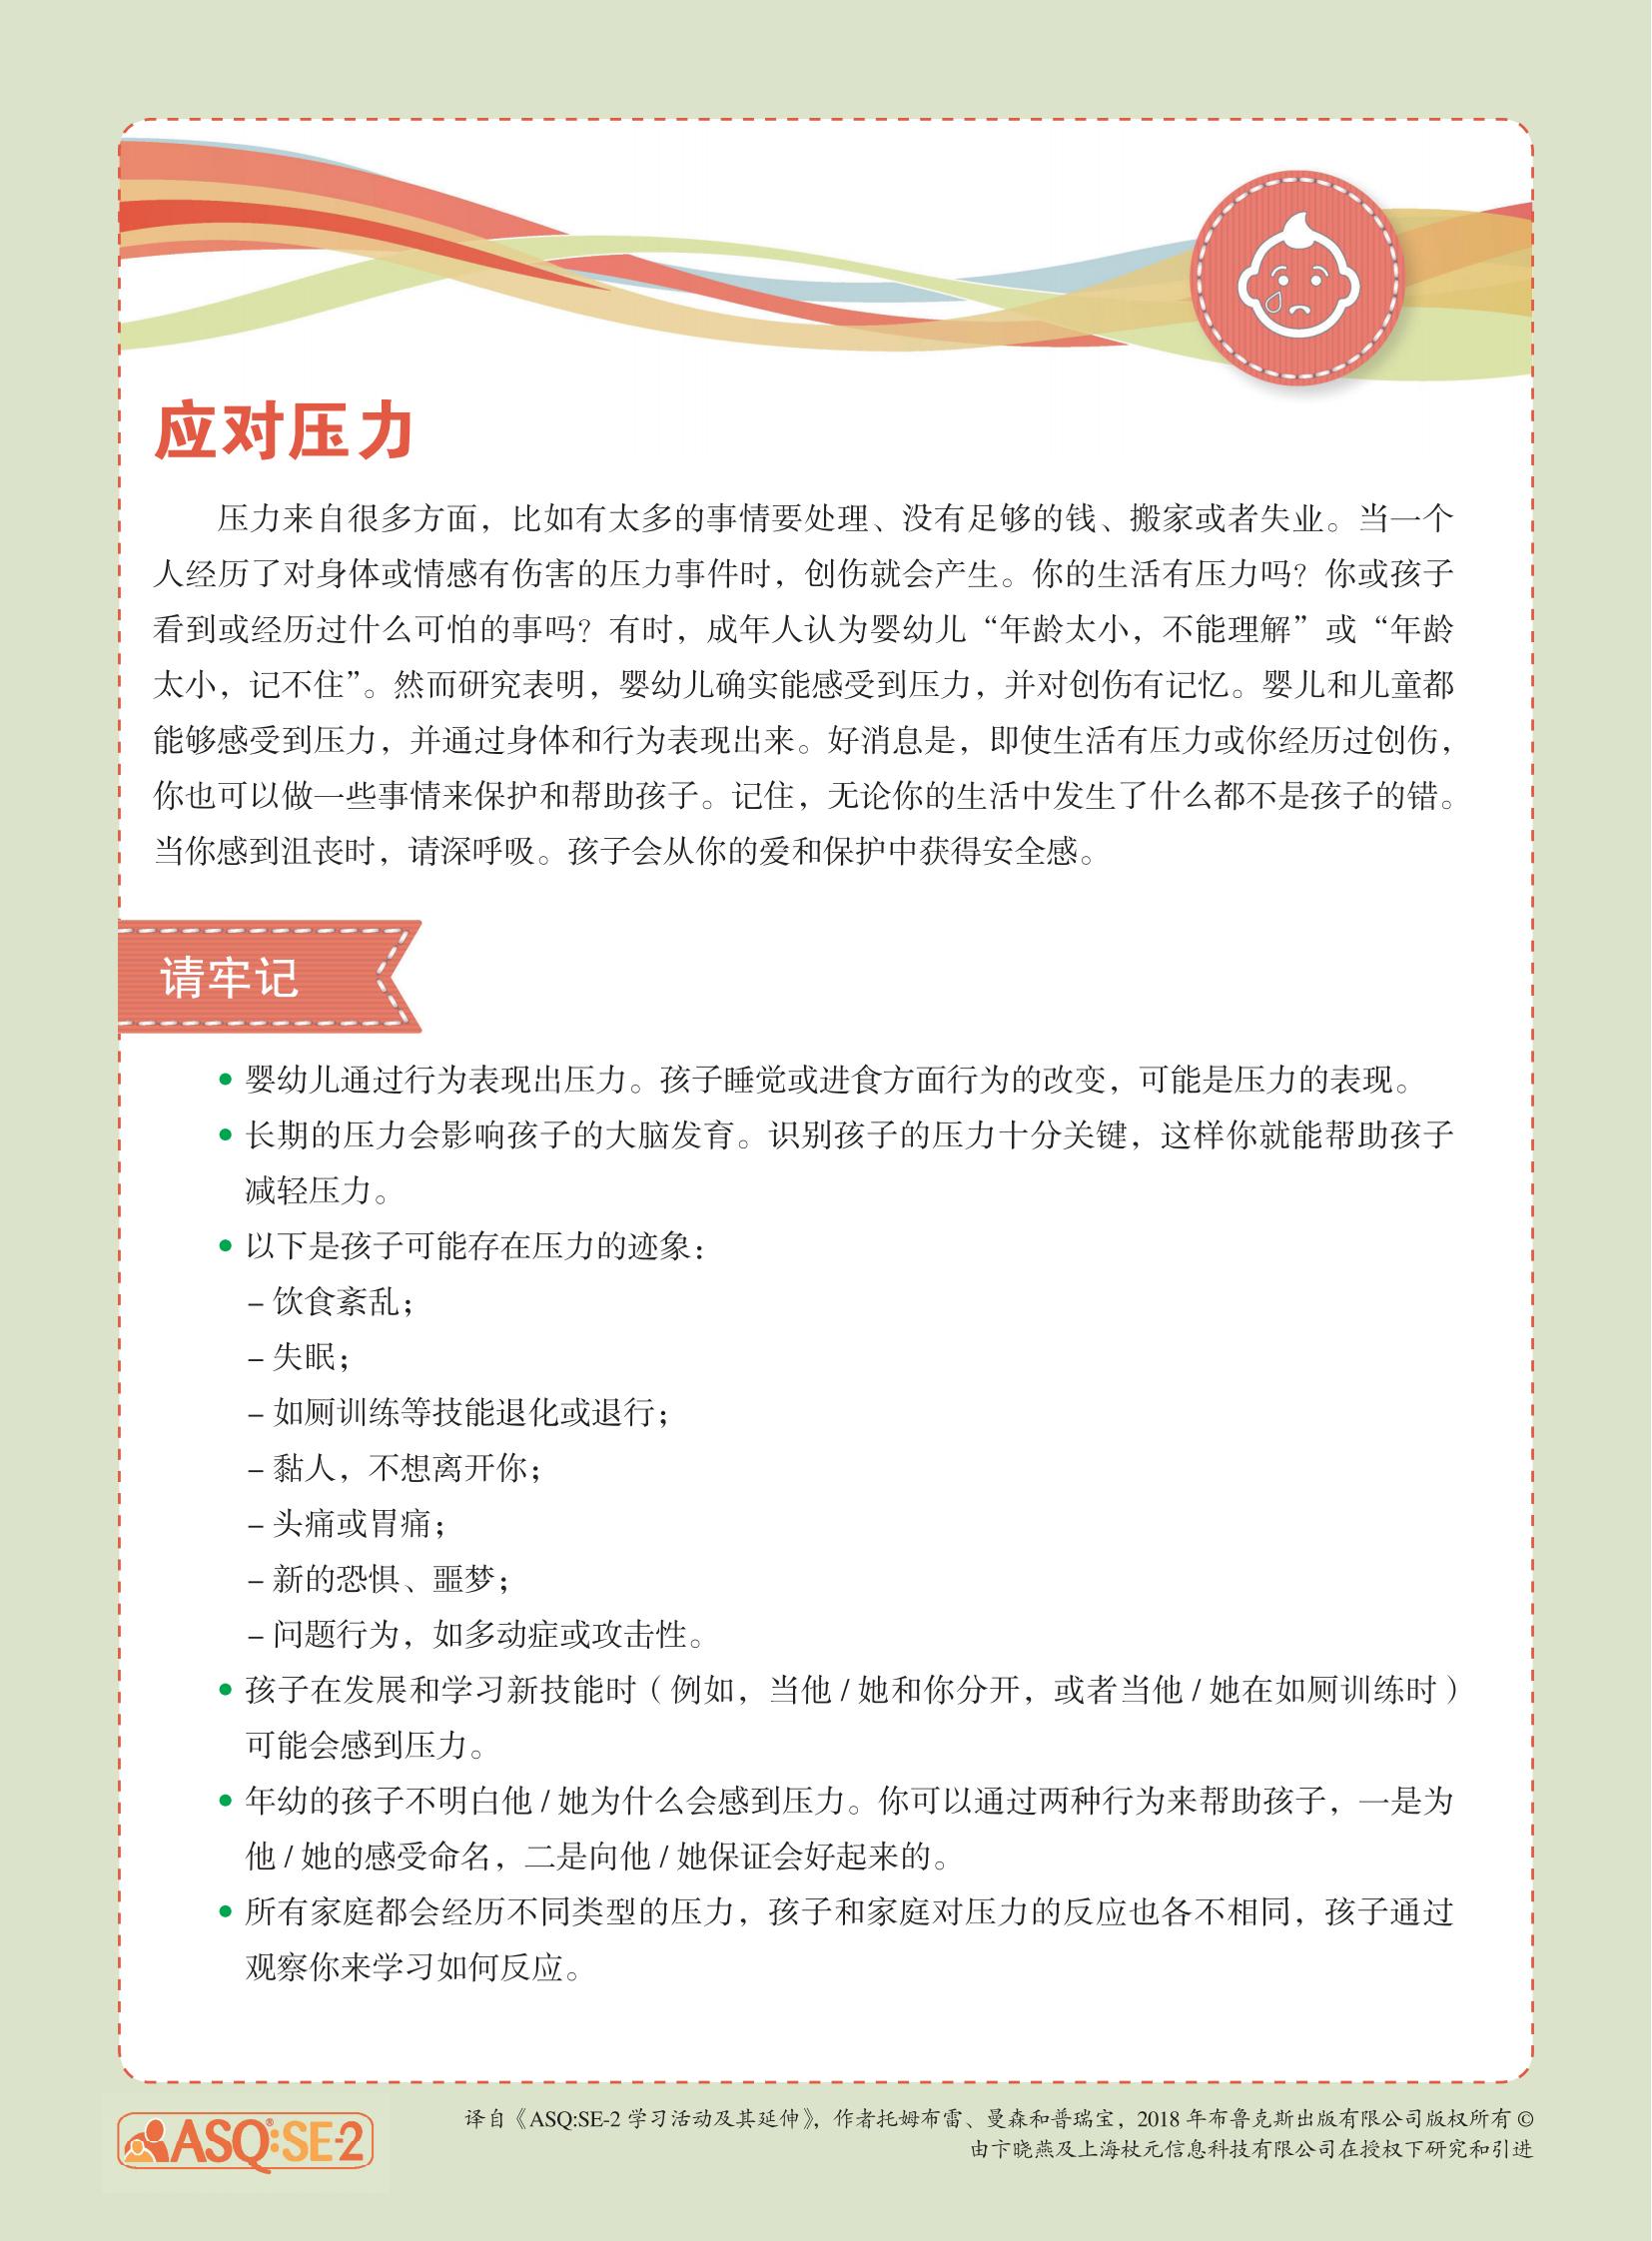 应对压力
压力来自很多方面，比如有太多的事情要处理、没有足够的钱、搬家或者失业。当一个
人经历了对身体或情感有伤害的压力事件时，创伤就会产生。你的生活有压力吗？你或孩子
看到或经历过什么可怕的事吗？有时，成年人认为婴幼儿“年龄太小，不能理解”或“年龄
太小，记不住”。然而研究表明，婴幼儿确实能感受到压力，并对创伤有记忆。婴儿和儿童都
能够感受到压力，并通过身体和行为表现出来。好消息是，即使生活有压力或你经历过创伤，
你也可以做一些事情来保护和帮助孩子。记住，无论你的生活中发生了什么都不是孩子的错。
当你感到沮丧时，请深呼吸。孩子会从你的爱和保护中获得安全感。
请牢记
• 婴幼儿通过行为表现出压力。孩子睡觉或进食方面行为的改变，可能是压力的表现。
• 长期的压力会影响孩子的大脑发育。识别孩子的压力十分关键，这样你就能帮助孩子
减轻压力。
• 以下是孩子可能存在压力的迹象：
– 饮食紊乱；
– 失眠；
– 如厕训练等技能退化或退行；
– 黏人，不想离开你；
– 头痛或胃痛；
– 新的恐惧、噩梦；
– 问题行为，如多动症或攻击性。
• 孩子在发展和学习新技能时（例如，当他 / 她和你分开，或者当他 / 她在如厕训练时）
可能会感到压力。
• 年幼的孩子不明白他 / 她为什么会感到压力。你可以通过两种行为来帮助孩子，一是为
他 / 她的感受命名，二是向他 / 她保证会好起来的。
• 所有家庭都会经历不同类型的压力，孩子和家庭对压力的反应也各不相同，孩子通过
观察你来学习如何反应。
ASQ®:SE-2
译自《ASQ:SE-2 学习活动及其延伸》，作者托姆布雷、曼森和普瑞宝，2018 年布鲁克斯出版有限公司版权所有 ©
由卞晓燕及上海杖元信息科技有限公司在授权下研究和引进